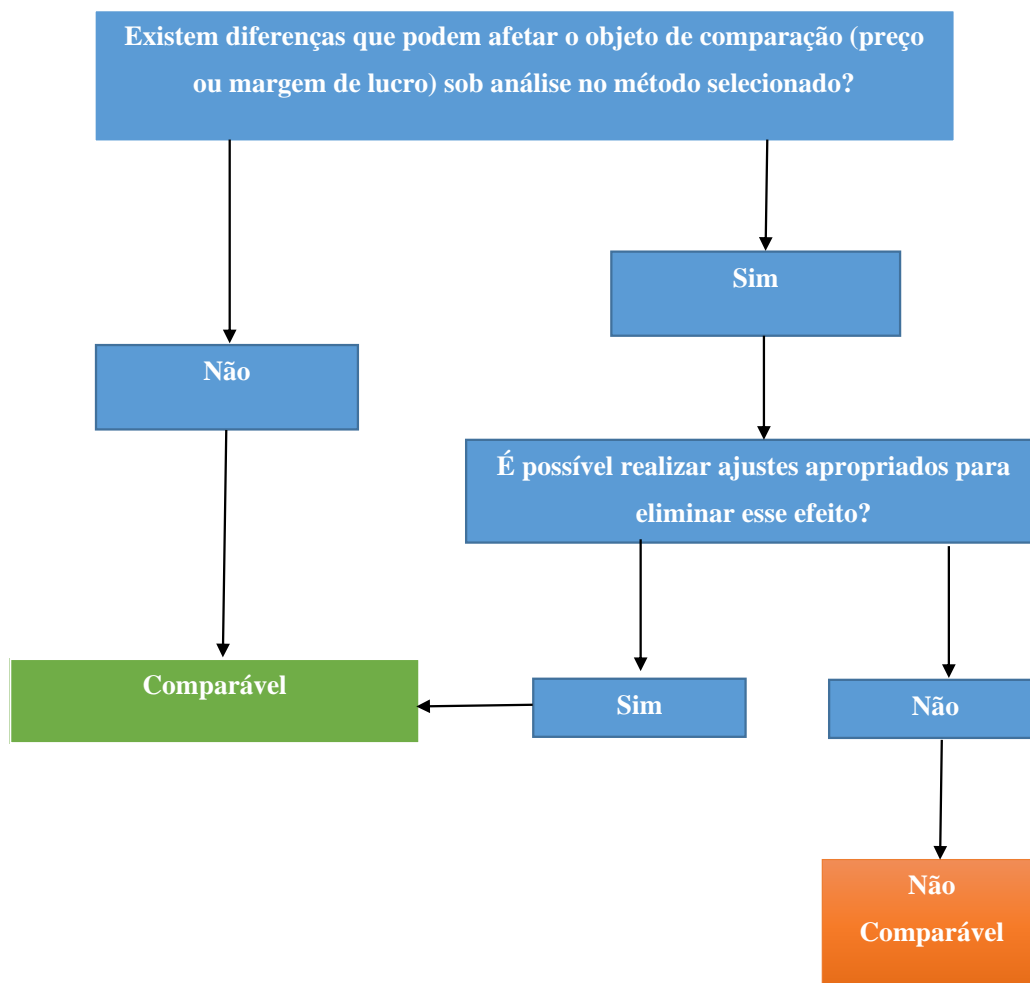 Existem diferenças que podem afetar o objeto de comparação (preço
ou margem de lucro) sob análise no método selecionado?
Sim
Não
É possível realizar ajustes apropriados para
eliminar esse efeito?
Comparável
Sim
Não
Não
Comparável